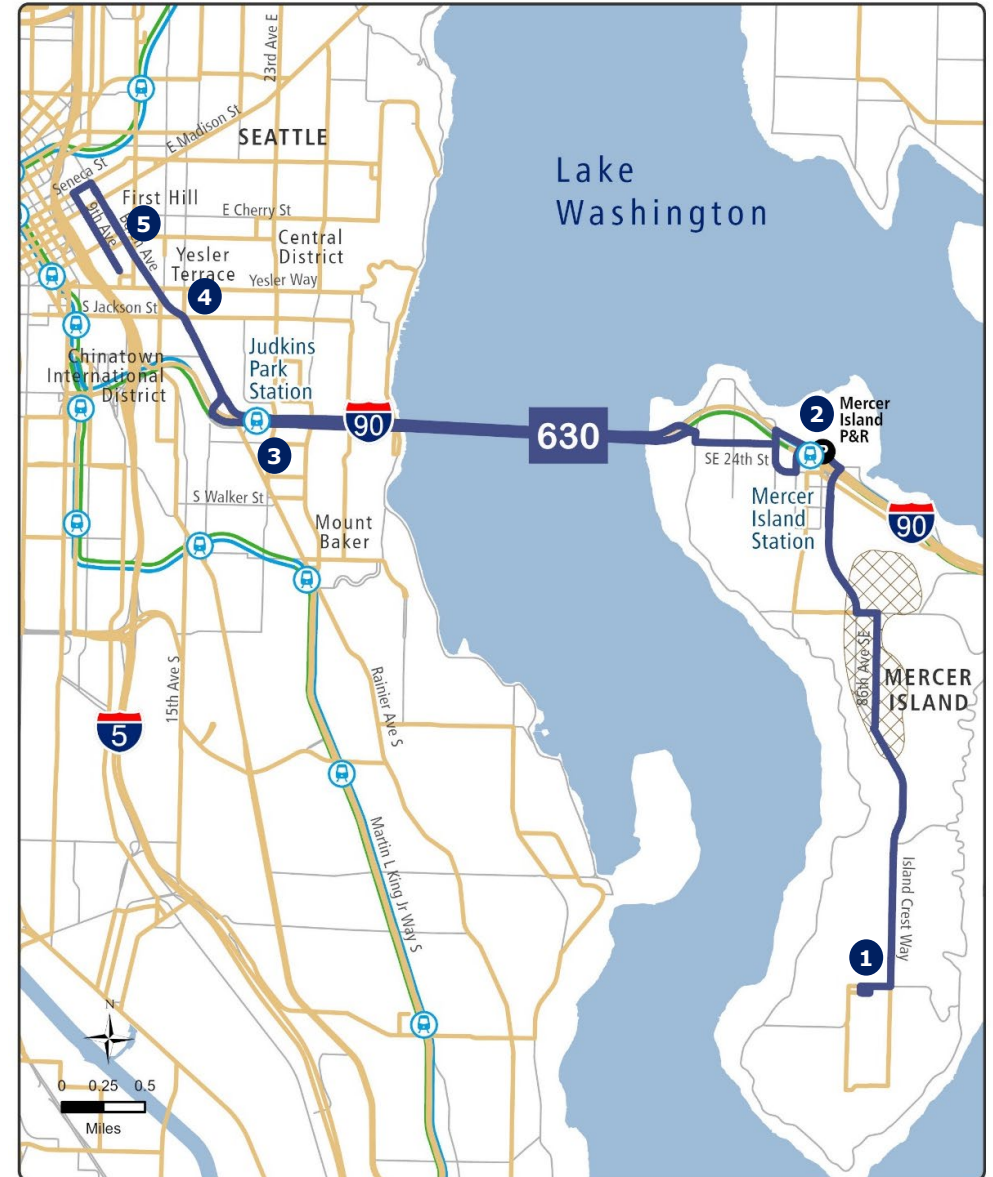 23rd Ave E
E Madison St
SEATTLE
Seneca St
First Hill
9th Ave
5
E Cherry St
Yesler
Terrace
Central
District
4
Yesler Way
S Jackson St
Chinatown
International
District
Judkins
Park
Station
3
S Walker St
Mount
Baker
90
630
Lake
Washington
2
Mercer
Island
P&R
SE 24th St
Mercer
Island
Station
90
86th Ave SE
MERCER
ISLAND
Island Crest Way
1
15th Ave S
5
Rainier Ave S
Martin L King Jr Way S
N
0 0.25 0.5
Miles